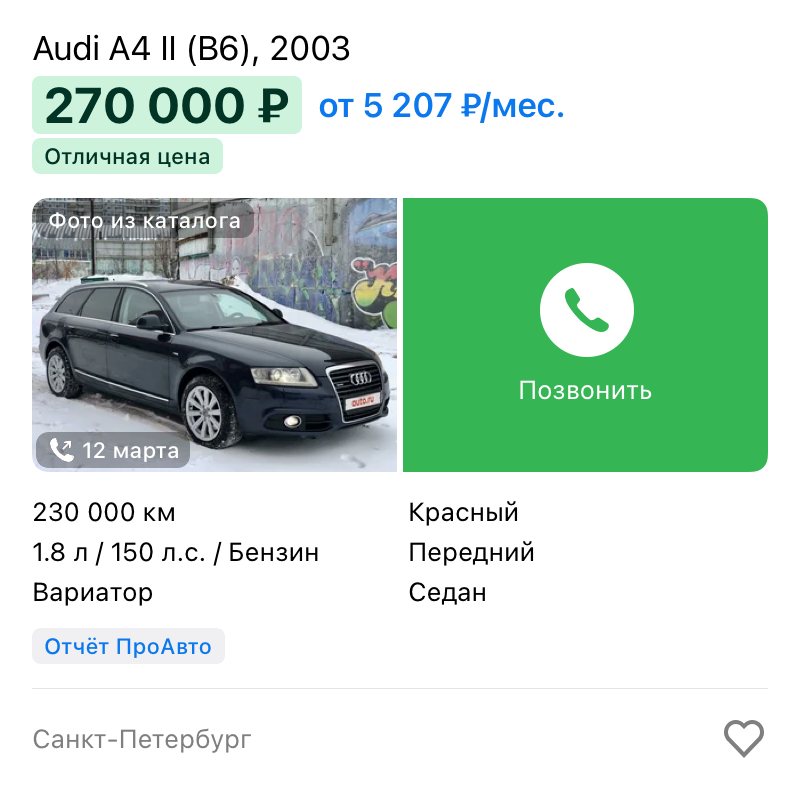 Audi A4 II (B6), 2003
270 000 ₽ от 5 207 ₽/мес.
Отличная цена
Фото из каталога
auto.ru
12 марта
Позвонить
230 000 км
Красный
1.8 л / 150 л.с. / Бензин
Передний
Вариатор
Седан
Отчёт ПроАвто
Санкт-Петербург